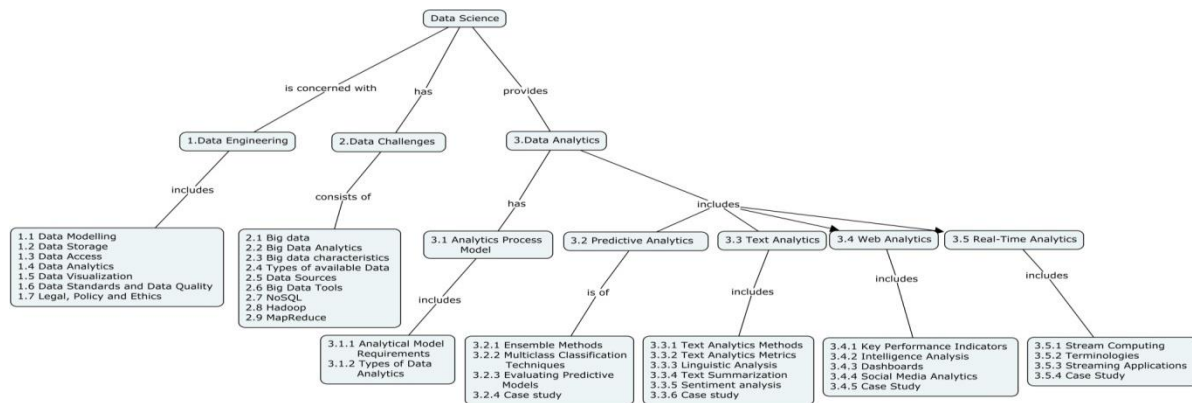 Data Science
is concerned with
has
provides
1.Data Engineering
2.Data Challenges
3.Data Analytics
includes
consists of
has
includes
1.1 Data Modelling
1.2 Data Storage
1.3 Data Access
1.4 Data Analytics
1.5 Data Visualization
1.6 Data Standards and Data Quality
1.7 Legal, Policy and Ethics
2.1 Big data
2.2 Big Data Analytics
2.3 Big data characteristics
2.4 Types of available Data
2.5 Data Sources
2.6 Big Data Tools
2.7 NoSQL
2.8 Hadoop
2.9 MapReduce
3.1 Analytics Process
Model
3.2 Predictive Analytics
3.3 Text Analytics
3.4 Web Analytics
3.5 Real-Time Analytics
includes
is of
includes
includes
includes
3.1.1 Analytical Model
Requirements
3.1.2 Types of Data
Analytics
3.2.1 Ensemble Methods
3.2.2 Multiclass Classification
Techniques
3.2.3 Evaluating Predictive
Models
3.2.4 Case study
3.3.1 Text Analytics Methods
3.3.2 Text Analytics Metrics
3.3.3 Linguistic Analysis
3.3.4 Text Summarization
3.3.5 Sentiment analysis
3.3.6 Case study
3.4.1 Key Performance Indicators
3.4.2 Intelligence Analysis
3.4.3 Dashboards
3.4.4 Social Media Analytics
3.4.5 Case Study
3.5.1 Stream Computing
3.5.2 Terminologies
3.5.3 Streaming Applications
3.5.4 Case Study